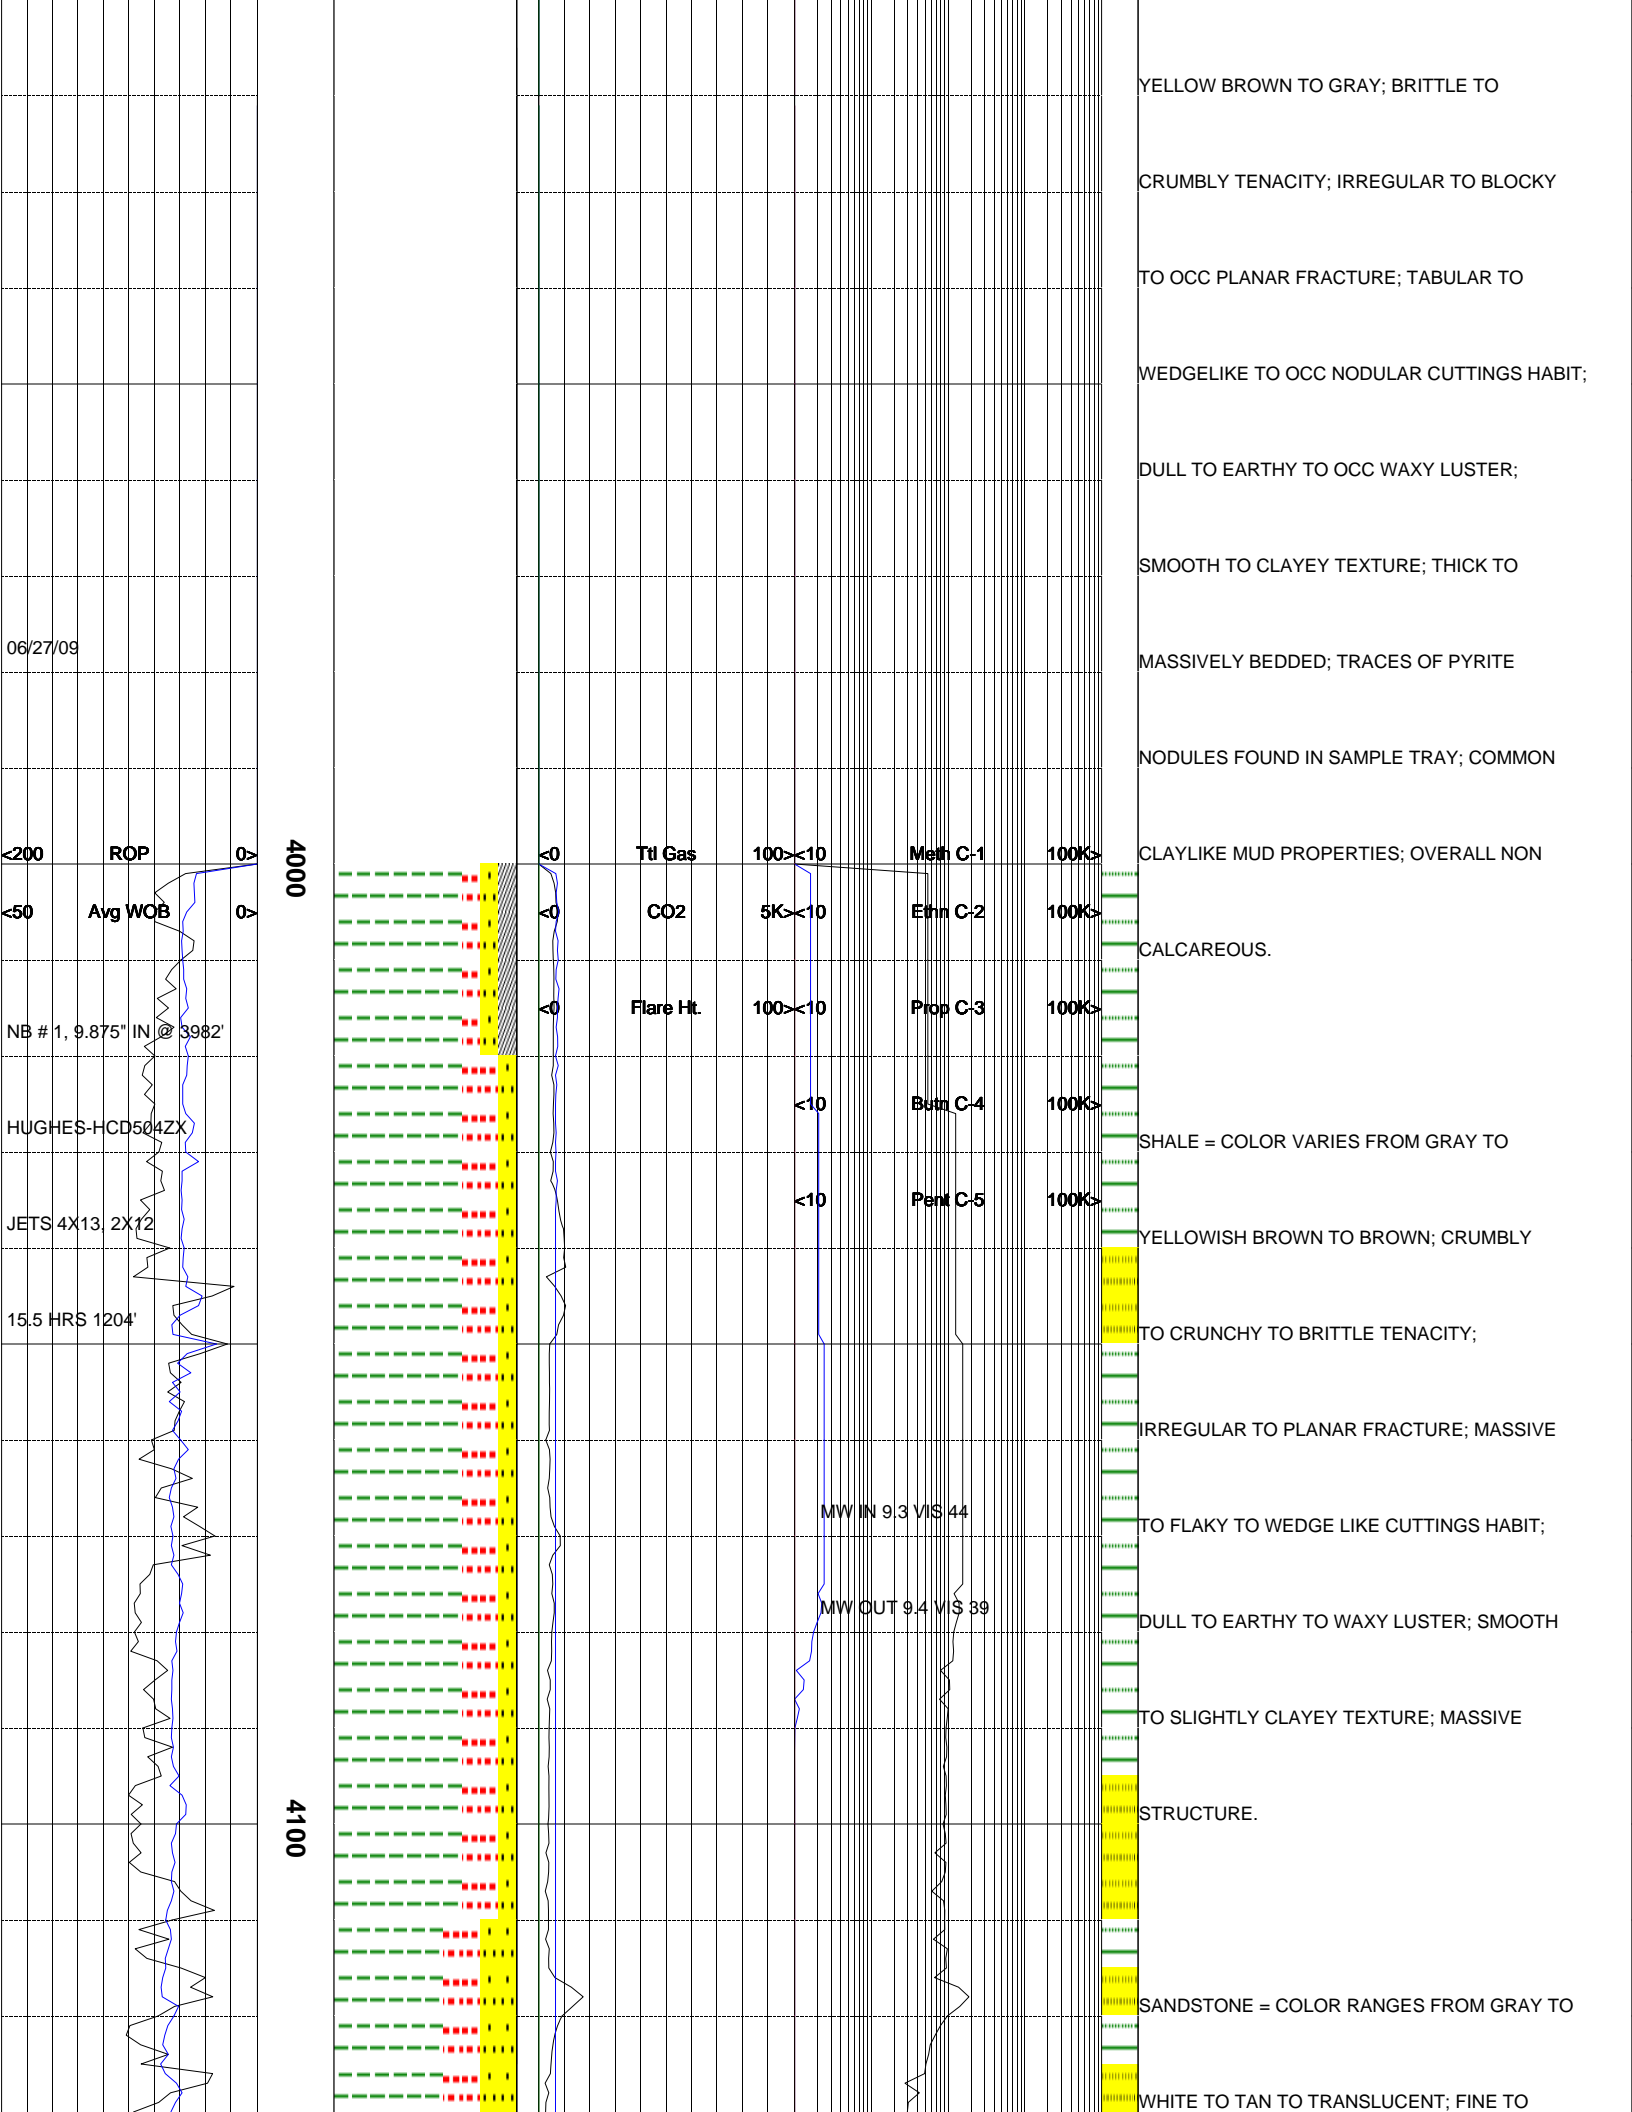 YELLOW BROWN TO GRAY; BRITTLE TO
CRUMBLY TENACITY; IRREGULAR TO BLOCKY
TO OCC PLANAR FRACTURE; TABULAR TO
WEDGELIKE TO OCC NODULAR CUTTINGS HABIT;
DULL TO EARTHY TO OCC WAXY LUSTER;
SMOOTH TO CLAYEY TEXTURE; THICK TO
06/27/09
MASSIVELY BEDDED; TRACES OF PYRITE
NODULES FOUND IN SAMPLE TRAY; COMMON
<200 ROP 0> 4000 <0 Ttl Gas 100><10 Meth C-1 100K> CLAYLIKE MUD PROPERTIES; OVERALL NON
<50 Avg WOB 0> <0 CO2 5K><10 Ethn C-2 100K>
CALCAREOUS.
<0 Flare Ht. 100><10 Prop C-3 100K>
NB # 1, 9.875" IN @ 3982'
<10 Butn C-4 100K>
HUGHES-HCD504ZX
SHALE = COLOR VARIES FROM GRAY TO
<10 Pent C-5 100K>
JETS 4X13, 2X12
YELLOWISH BROWN TO BROWN; CRUMBLY
15.5 HRS 1204'
TO CRUNCHY TO BRITTLE TENACITY;
IRREGULAR TO PLANAR FRACTURE; MASSIVE
MW IN 9.3 VIS 44
TO FLAKY TO WEDGE LIKE CUTTINGS HABIT;
MW OUT 9.4 VIS 39
DULL TO EARTHY TO WAXY LUSTER; SMOOTH
TO SLIGHTLY CLAYEY TEXTURE; MASSIVE
4100
STRUCTURE.
SANDSTONE = COLOR RANGES FROM GRAY TO
WHITE TO TAN TO TRANSLUCENT; FINE TO